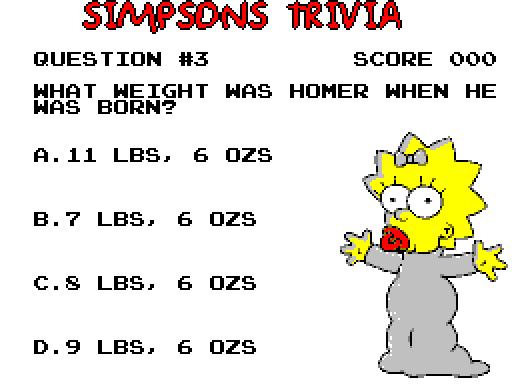 SIMPSONS TRIVIA
QUESTION #3 SCORE 000
WHAT WEIGHT WAS HOMER WHEN HE
WAS BORN?
A.11 LBS, 6 OZS
B.7 LBS, 6 OZS
C.8 LBS, 6 OZS
D.9 LBS, 6 OZS